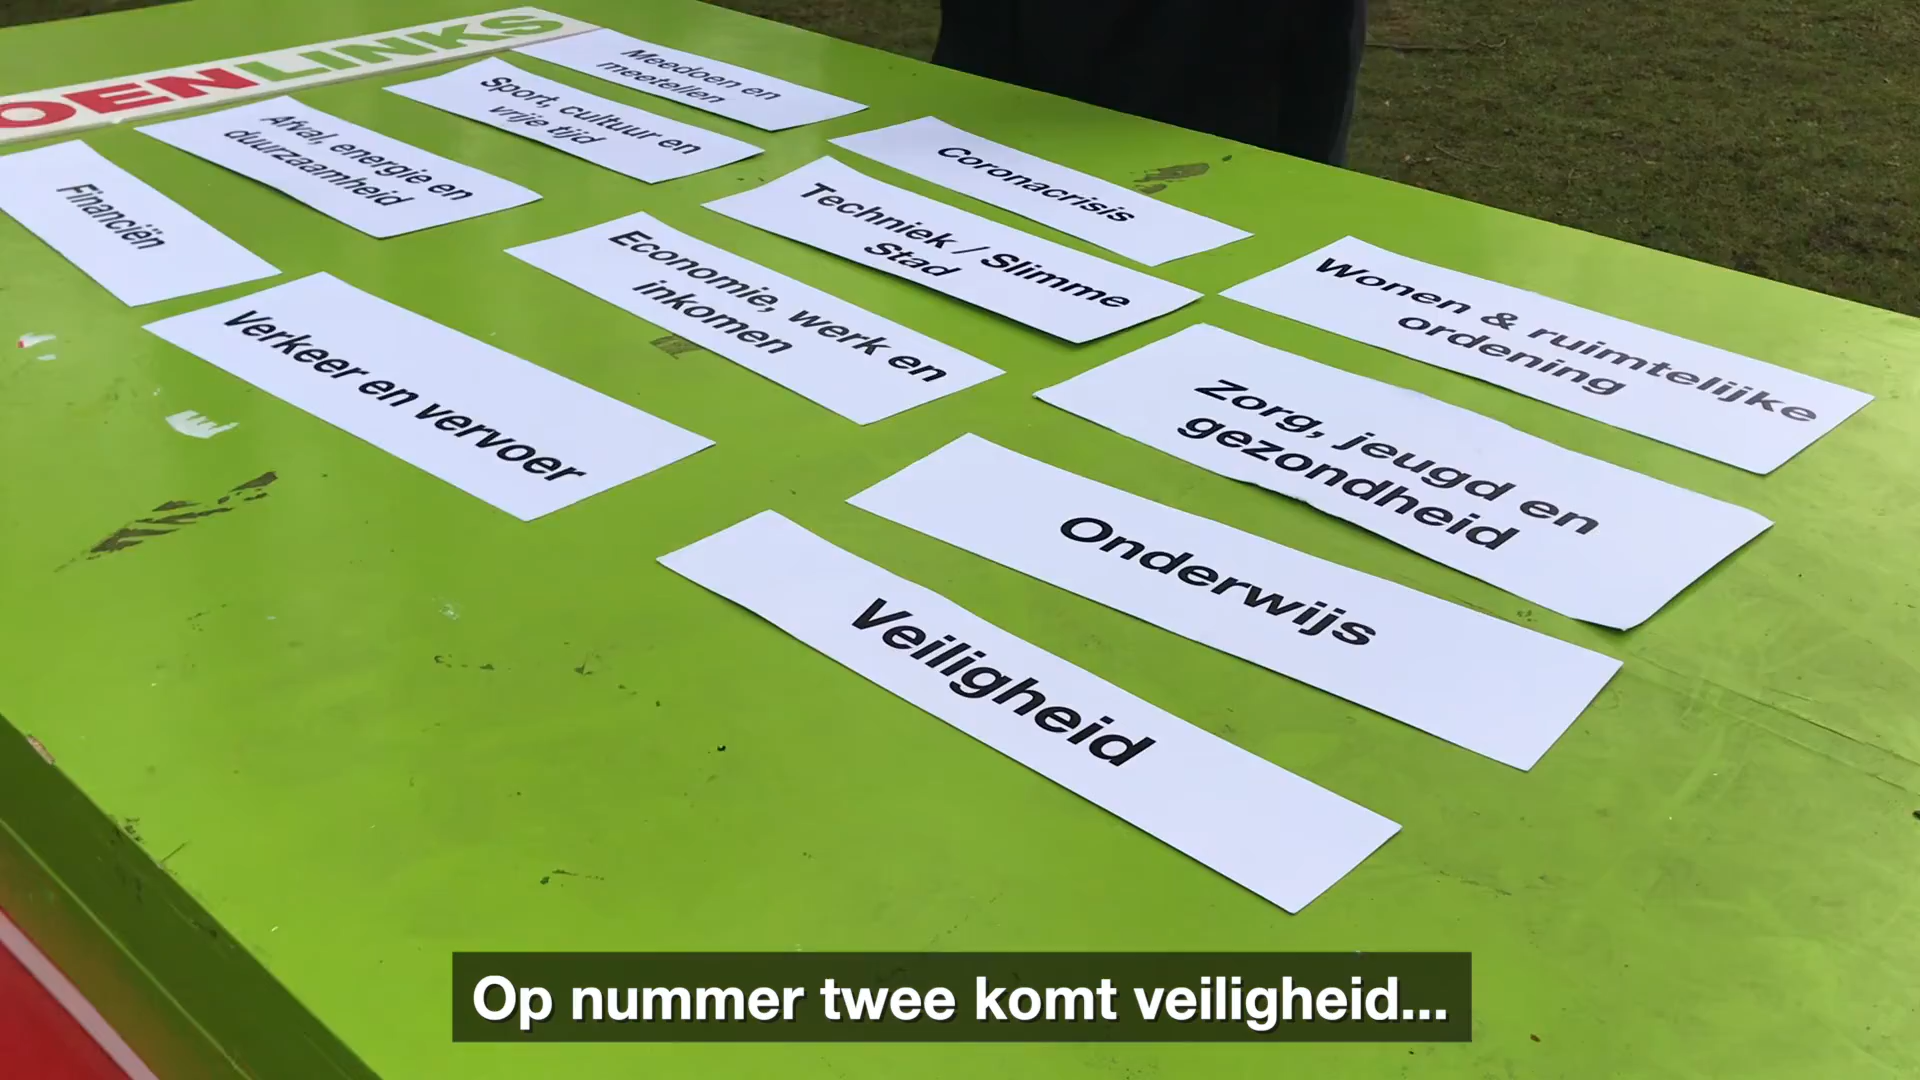 OENLINKS
Meedoen en
meetellen
Sport, cultuur en
vrije tijd
Afval, energie en
duurzaamheid
Financiën
Coronacrisis
Techniek / Slimme
Stad
Economie, werk en
inkomen
Verkeer en vervoer
Wonen & ruimtelijke
ordening
Zorg, jeugd en
gezondheid
Onderwijs
Veiligheid
Op nummer twee komt veiligheid...